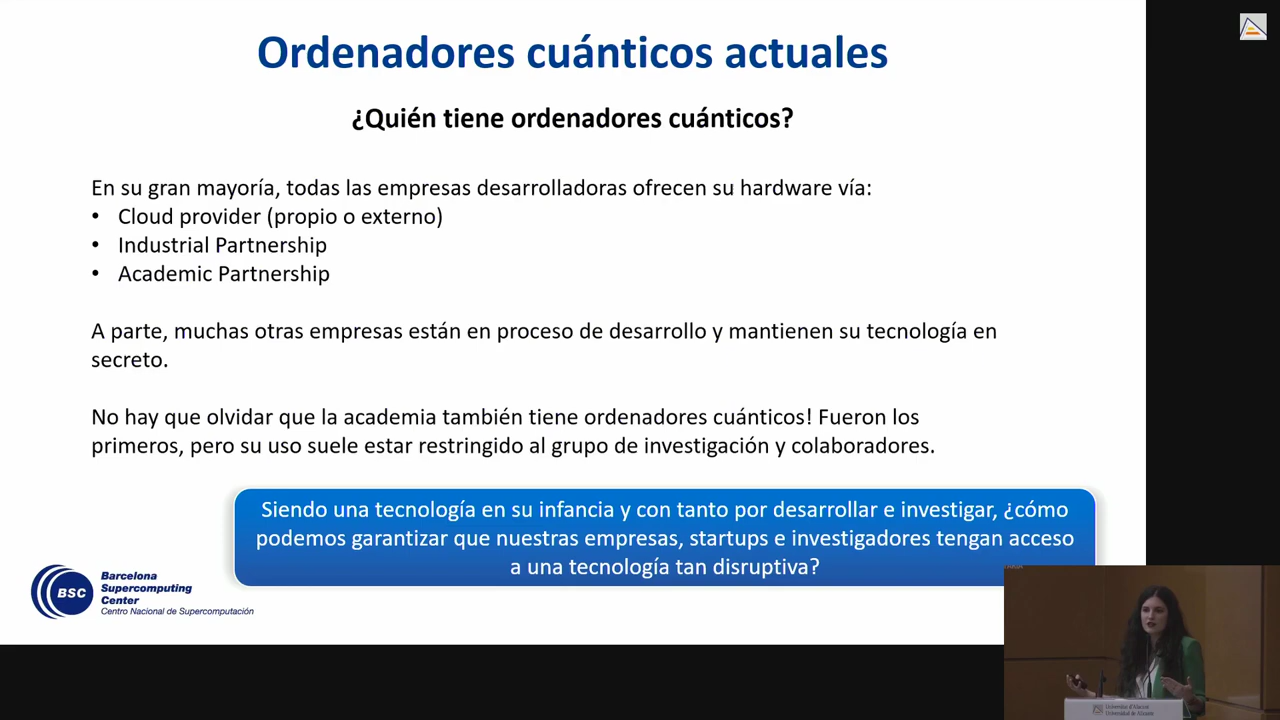 Ordenadores cuánticos actuales
¿Quién tiene ordenadores cuánticos?
En su gran mayoría, todas las empresas desarrolladoras ofrecen su hardware vía:
• Cloud provider (propio o externo)
• Industrial Partnership
• Academic Partnership
A parte, muchas otras empresas están en proceso de desarrollo y mantienen su tecnología en
secreto.
No hay que olvidar que la academia también tiene ordenadores cuánticos! Fueron los
primeros, pero su uso suele estar restringido al grupo de investigación y colaboradores.
Siendo una tecnología en su infancia y con tanto por desarrollar e investigar, ¿cómo
podemos garantizar que nuestras empresas, startups e investigadores tengan acceso
a una tecnología tan disruptiva?
BSC
Barcelona
Supercomputing
Center
Centro Nacional de Supercomputación
Universitat d'Alacant
Universidad de Alicante